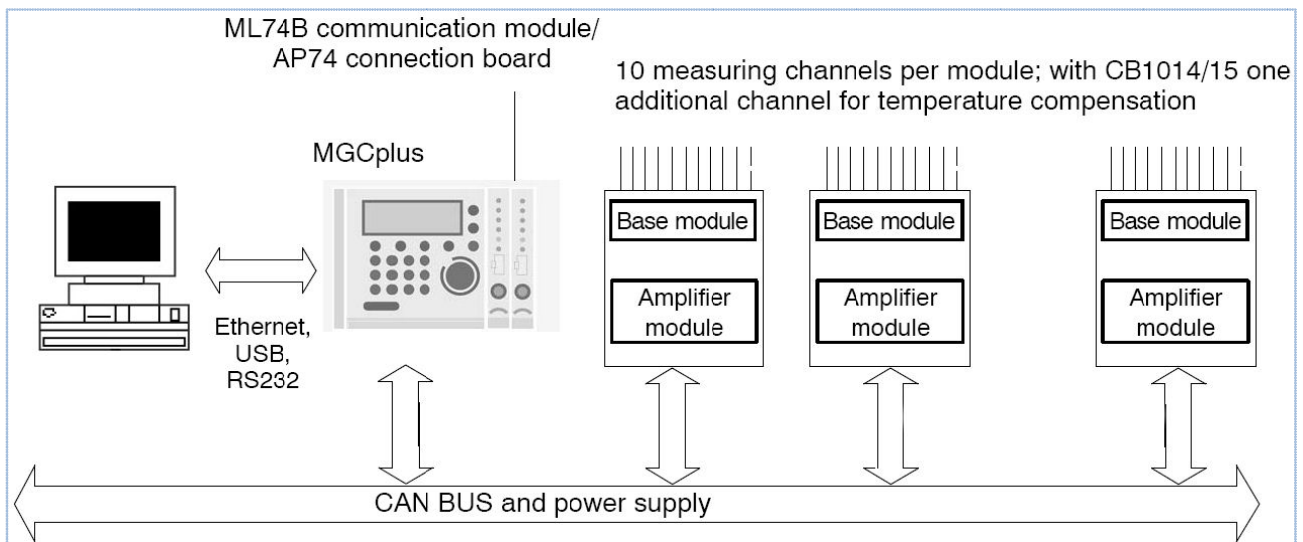 ML74B communication module/
AP74 connection board
10 measuring channels per module; with CB1014/15 one
additional channel for temperature compensation
MGCplus
Base module
Amplifier
module
Base module
Amplifier
module
Base module
Amplifier
module
Ethernet,
USB,
RS232
CAN BUS and power supply